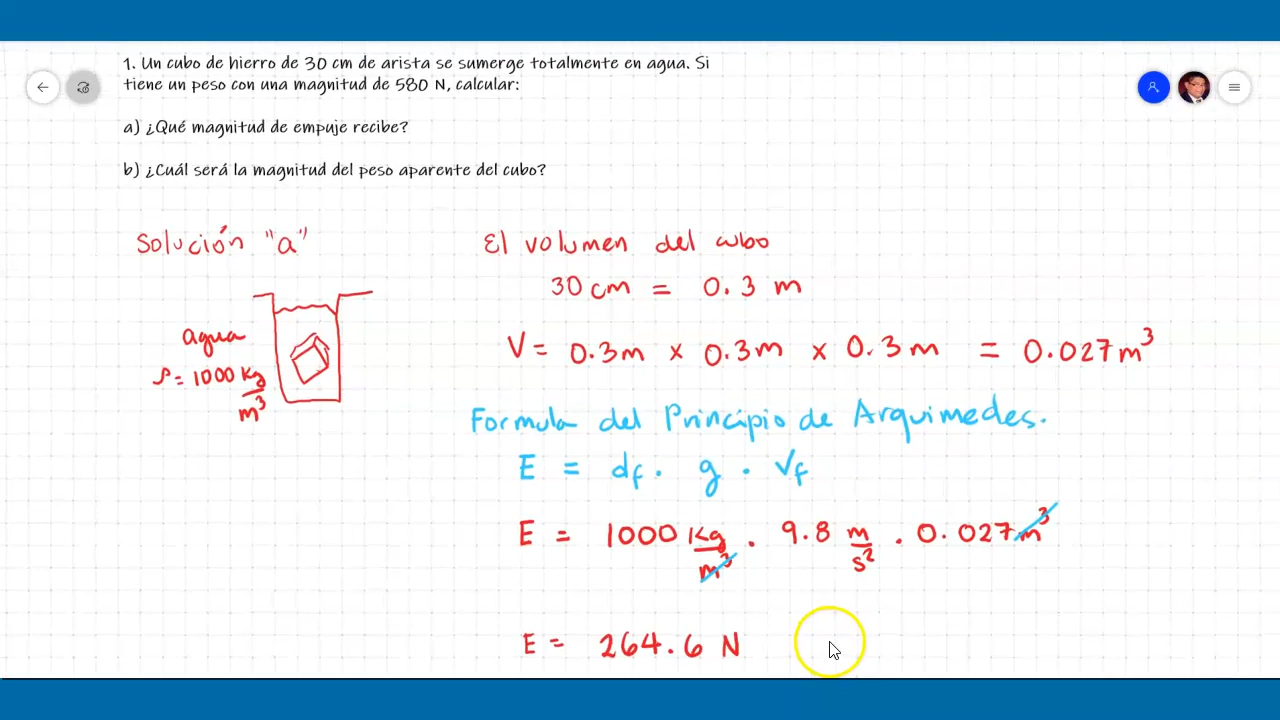 1. Un cubo de hierro de 30 cm de arista se sumerge totalmente en agua. Si
tiene un peso con una magnitud de 580 N, calcular:
a) ¿Qué magnitud de empuje recibe?
b) ¿Cuál será la magnitud del peso aparente del cubo?
Solución "a"
agua
ρ = 1000 Kg/m³
El volumen del cubo
30 cm = 0.3 m
V = 0.3m x 0.3m x 0.3m = 0.027m³
Formula del Principio de Arquimedes.
E = df. g. Vf
E = 1000 Kg/m³ . 9.8 m/s² . 0.027m³
E = 264.6 N